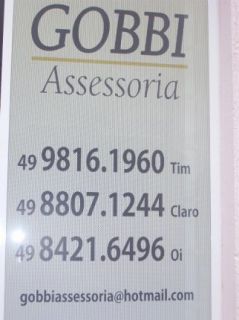 GOBBI
Assessoria
49 9816.1960 Tim
49 8807.1244 Claro
49 8421.6496 Oi
gobbiassessoria@hotmail.com